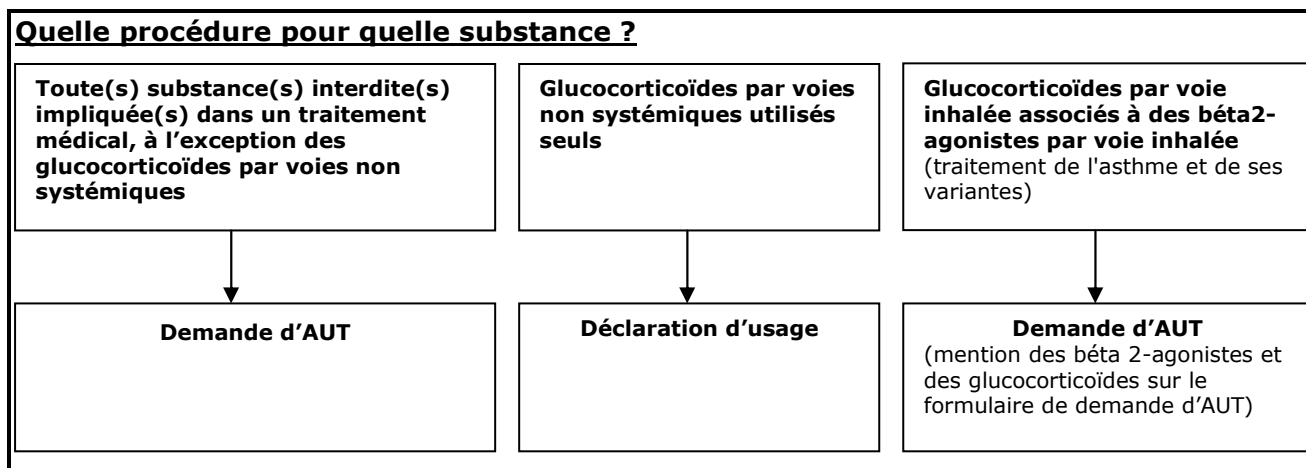 Quelle procédure pour quelle substance ?
Toute(s) substance(s) interdite(s)
impliquée(s) dans un traitement
médical, à l'exception des
glucocorticoïdes par voies non
systémiques
Glucocorticoïdes par voies
non systémiques utilisés
seuls
Glucocorticoïdes par voie
inhalée associés à des béta2-
agonistes par voie inhalée
(traitement de l'asthme et de ses
variantes)
Demande d'AUT
Déclaration d'usage
Demande d'AUT
(mention des béta 2-agonistes et
des glucocorticoïdes sur le
formulaire de demande d'AUT)